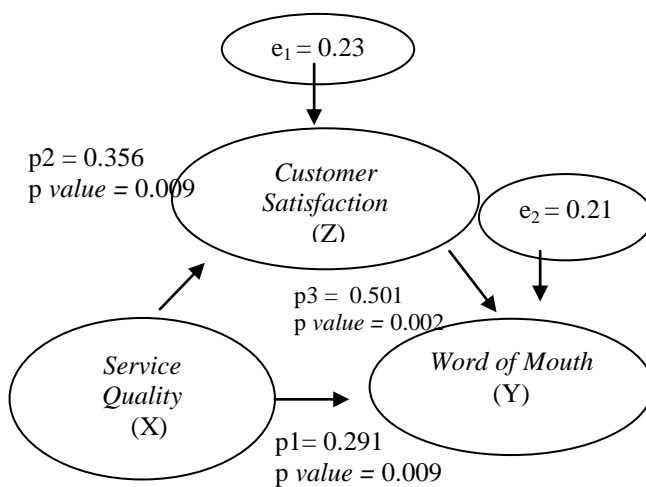 e₁ = 0.23
p2 = 0.356
p value = 0.009
Customer
Satisfaction
(Z)
e₂ = 0.21
p3 = 0.501
p value = 0.002
Service
Quality
(X)
Word of Mouth
(Y)
p1= 0.291
p value = 0.009